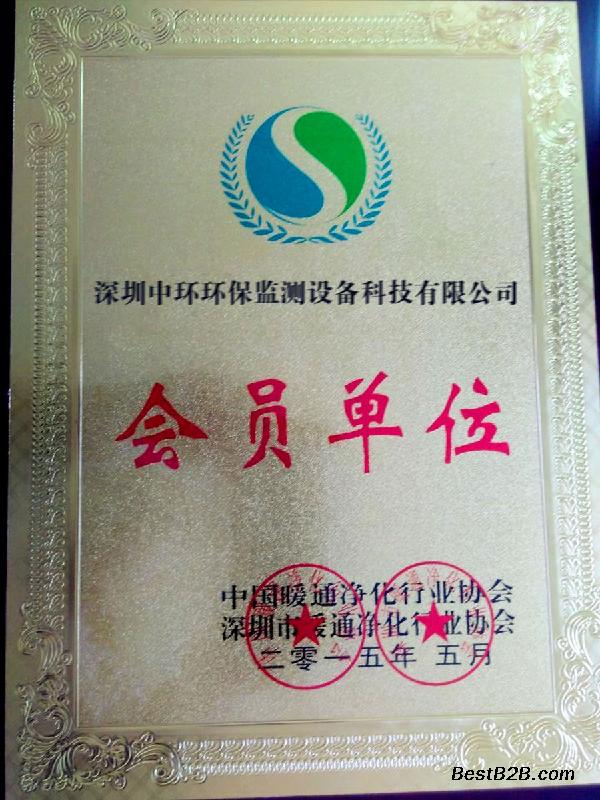 深圳中环环保监测设备科技有限公司
会员单位
中国暖通净化行业协会
深圳市暖通净化行业协会
二零一五年 五月
BestB2B.com